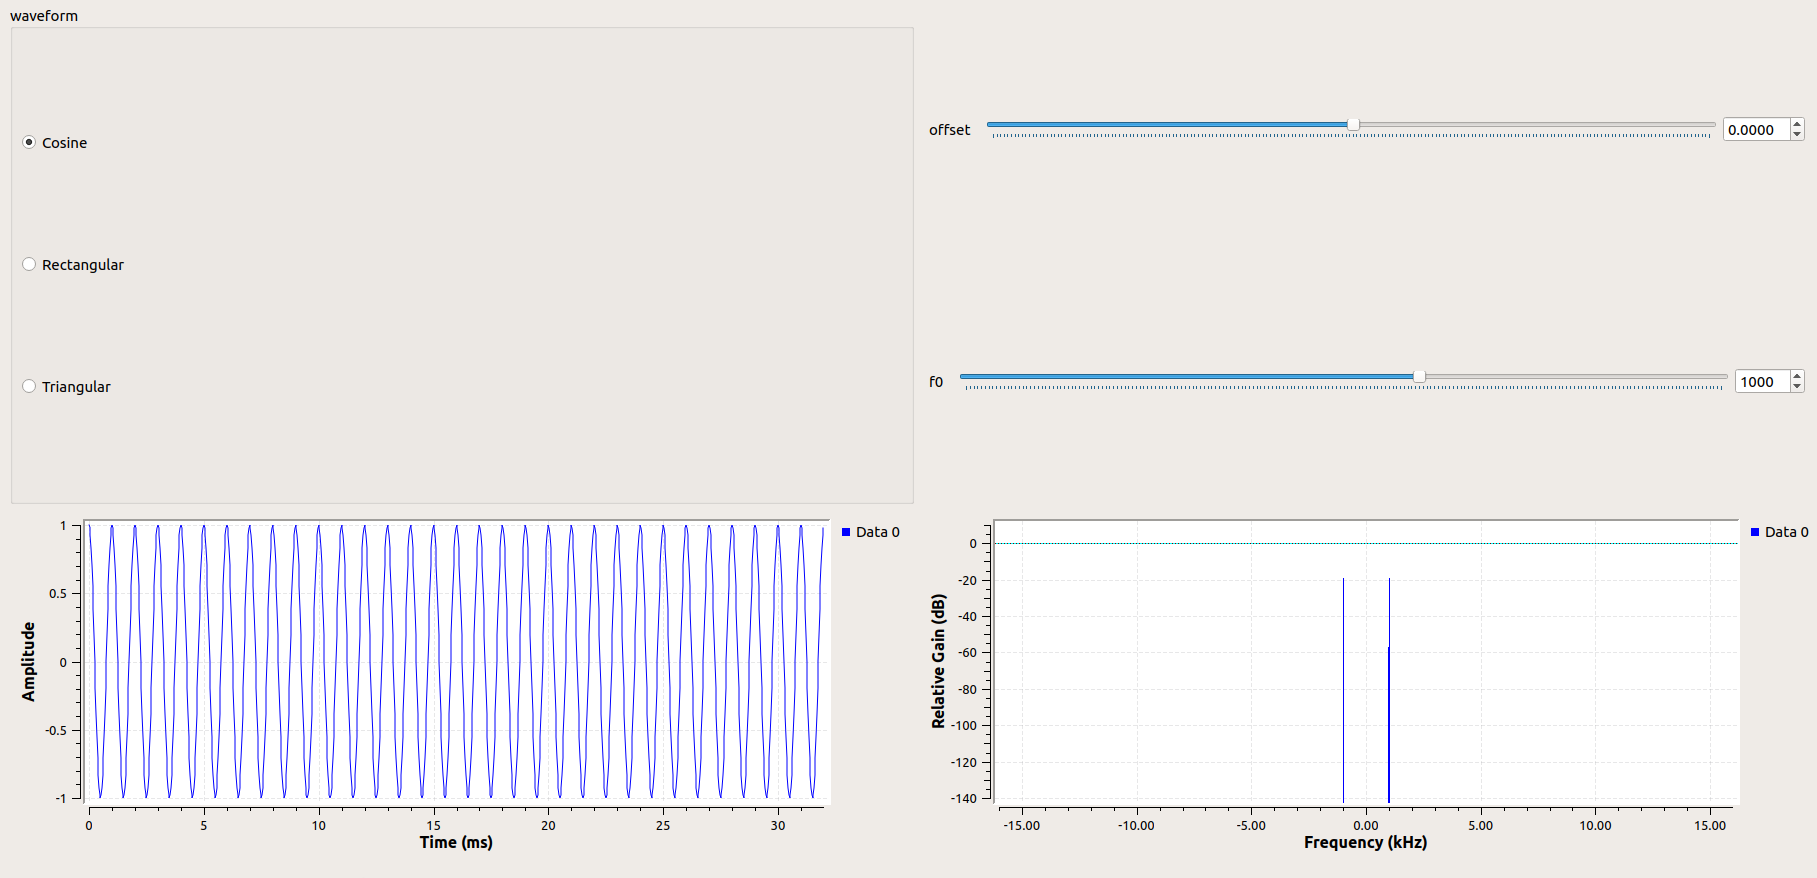 waveform
Cosine
Rectangular
Triangular
offset
0.0000
f0
1000
1
0.5
0
-0.5
-1
Amplitude
0 5 10 15 20 25 30
Time (ms)
Data 0
0
-20
-40
-60
-80
-100
-120
-140
Relative Gain (dB)
-15.00 -10.00 -5.00 0.00 5.00 10.00 15.00
Frequency (kHz)
Data 0